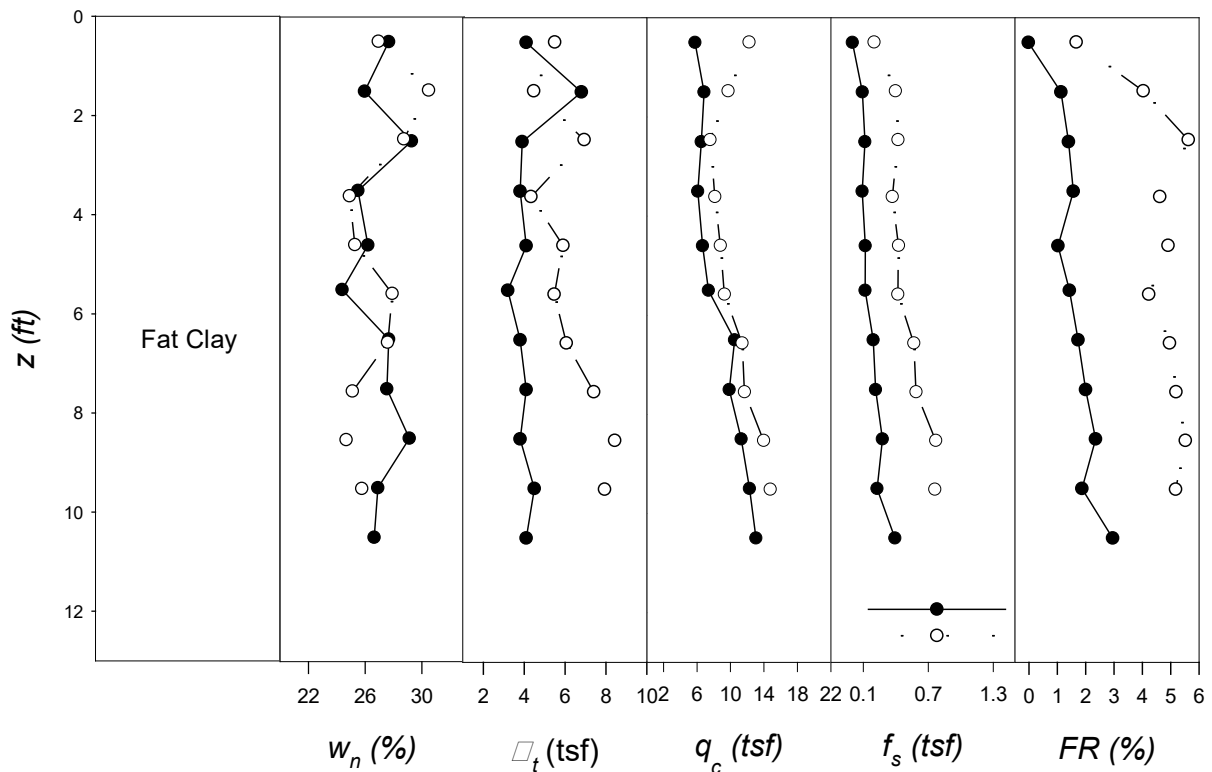 0
2
4
6
8
10
12
z (ft)
Fat Clay
22 26 30
2 4 6 8 10
2 6 10 14 18 22
0.1 0.7 1.3
0 1 2 3 4 5 6
w_n (%)
□_t (tsf)
q_c (tsf)
f_s (tsf)
FR (%)